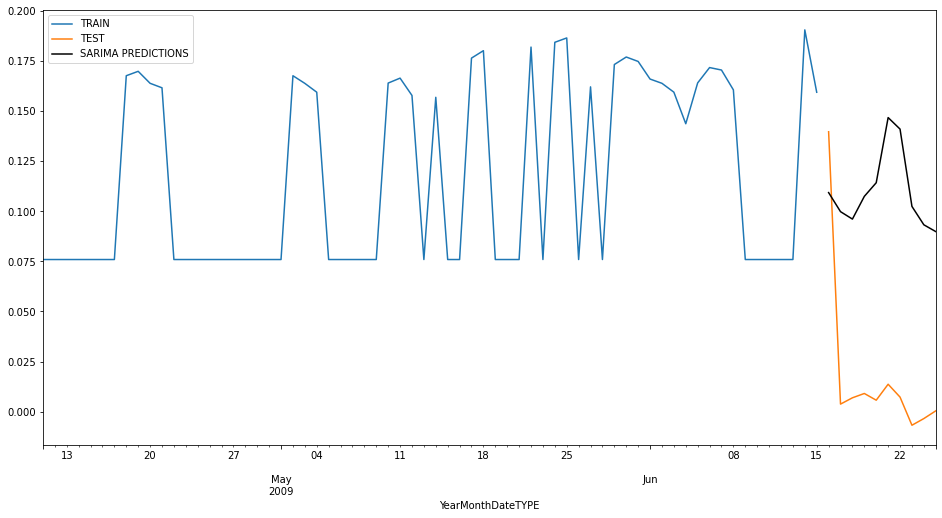 TRAIN
TEST
SARIMA PREDICTIONS
0.200
0.175
0.150
0.125
0.100
0.075
0.050
0.025
0.000
13 20 27 04 11 18 25 08 15 22
May Jun
2009
YearMonthDateTYPE